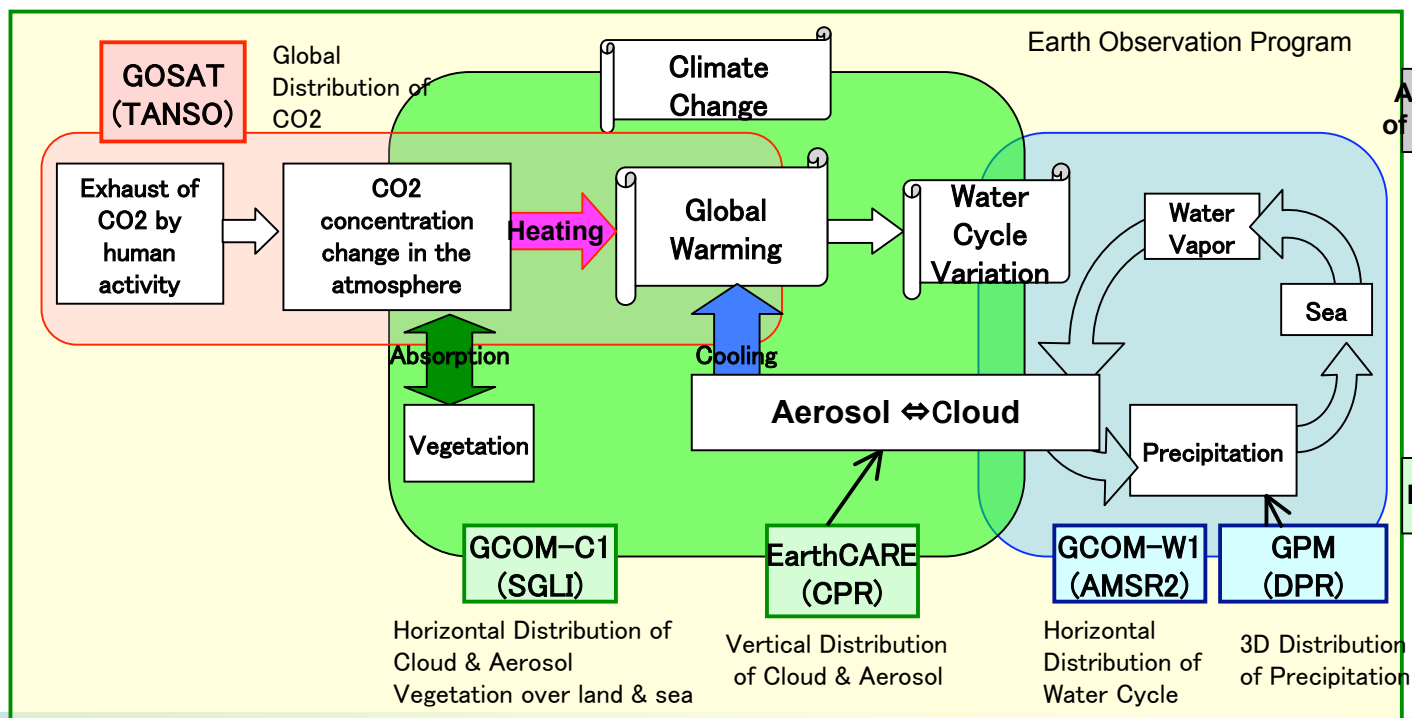 Earth Observation Program
GOSAT
(TANSO)
Global
Distribution of
CO2
Climate
Change
Exhaust of
CO2 by
human
activity
CO2
concentration
change in the
atmosphere
Heating
Global
Warming
Water
Cycle
Variation
Water
Vapor
Sea
Absorption
Cooling
Vegetation
Aerosol ⇔Cloud
Precipitation
GCOM-C1
(SGLI)
EarthCARE
(CPR)
GCOM-W1
(AMSR2)
GPM
(DPR)
Horizontal Distribution of
Cloud & Aerosol
Vegetation over land & sea
Vertical Distribution
of Cloud & Aerosol
Horizontal
Distribution of
Water Cycle
3D Distribution
of Precipitation
A
of